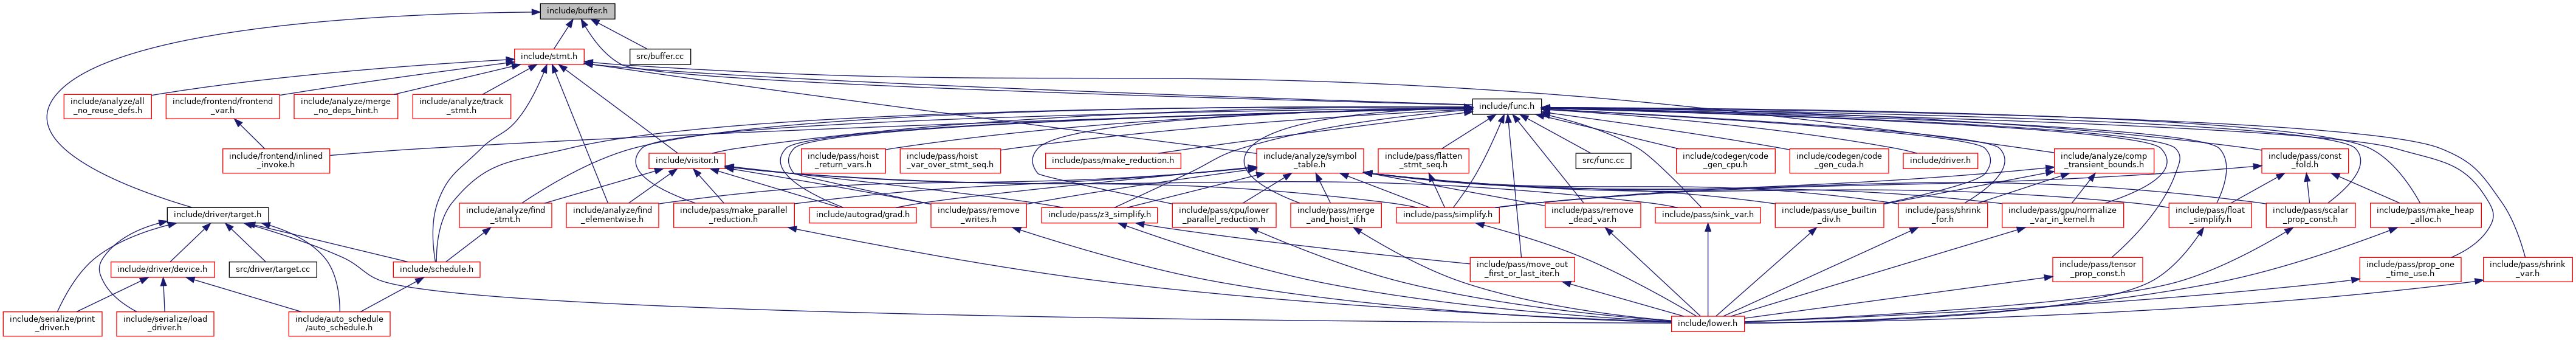 include/buffer.h
include/stmt.h
src/buffer.cc
include/analyze/all
_no_reuse_defs.h
include/frontend/frontend
_var.h
include/analyze/merge
_no_deps_hint.h
include/analyze/track
_stmt.h
include/func.h
include/frontend/inlined
_invoke.h
include/visitor.h
include/pass/hoist
_return_vars.h
include/pass/hoist
_var_over_stmt_seq.h
include/pass/make_reduction.h
include/analyze/symbol
_table.h
include/pass/flatten
_stmt_seq.h
src/func.cc
include/codegen/code
_gen_cpu.h
include/codegen/code
_gen_cuda.h
include/driver.h
include/analyze/comp
_transient_bounds.h
include/pass/const
_fold.h
include/driver/target.h
include/analyze/find
_stmt.h
include/analyze/find
_elementwise.h
include/pass/make_parallel
_reduction.h
include/autograd/grad.h
include/pass/remove
_writes.h
include/pass/z3_simplify.h
include/pass/cpu/lower
_parallel_reduction.h
include/pass/merge
_and_hoist_if.h
include/pass/simplify.h
include/pass/remove
_dead_var.h
include/pass/sink_var.h
include/pass/use_builtin
_div.h
include/pass/shrink
_for.h
include/pass/gpu/normalize
_var_in_kernel.h
include/pass/float
_simplify.h
include/pass/scalar
_prop_const.h
include/pass/make_heap
_alloc.h
include/driver/device.h
src/driver/target.cc
include/schedule.h
include/pass/move_out
_first_or_last_iter.h
include/pass/tensor
_prop_const.h
include/pass/prop_one
_time_use.h
include/pass/shrink
_var.h
include/serialize/print
_driver.h
include/serialize/load
_driver.h
include/auto_schedule
/auto_schedule.h
include/lower.h